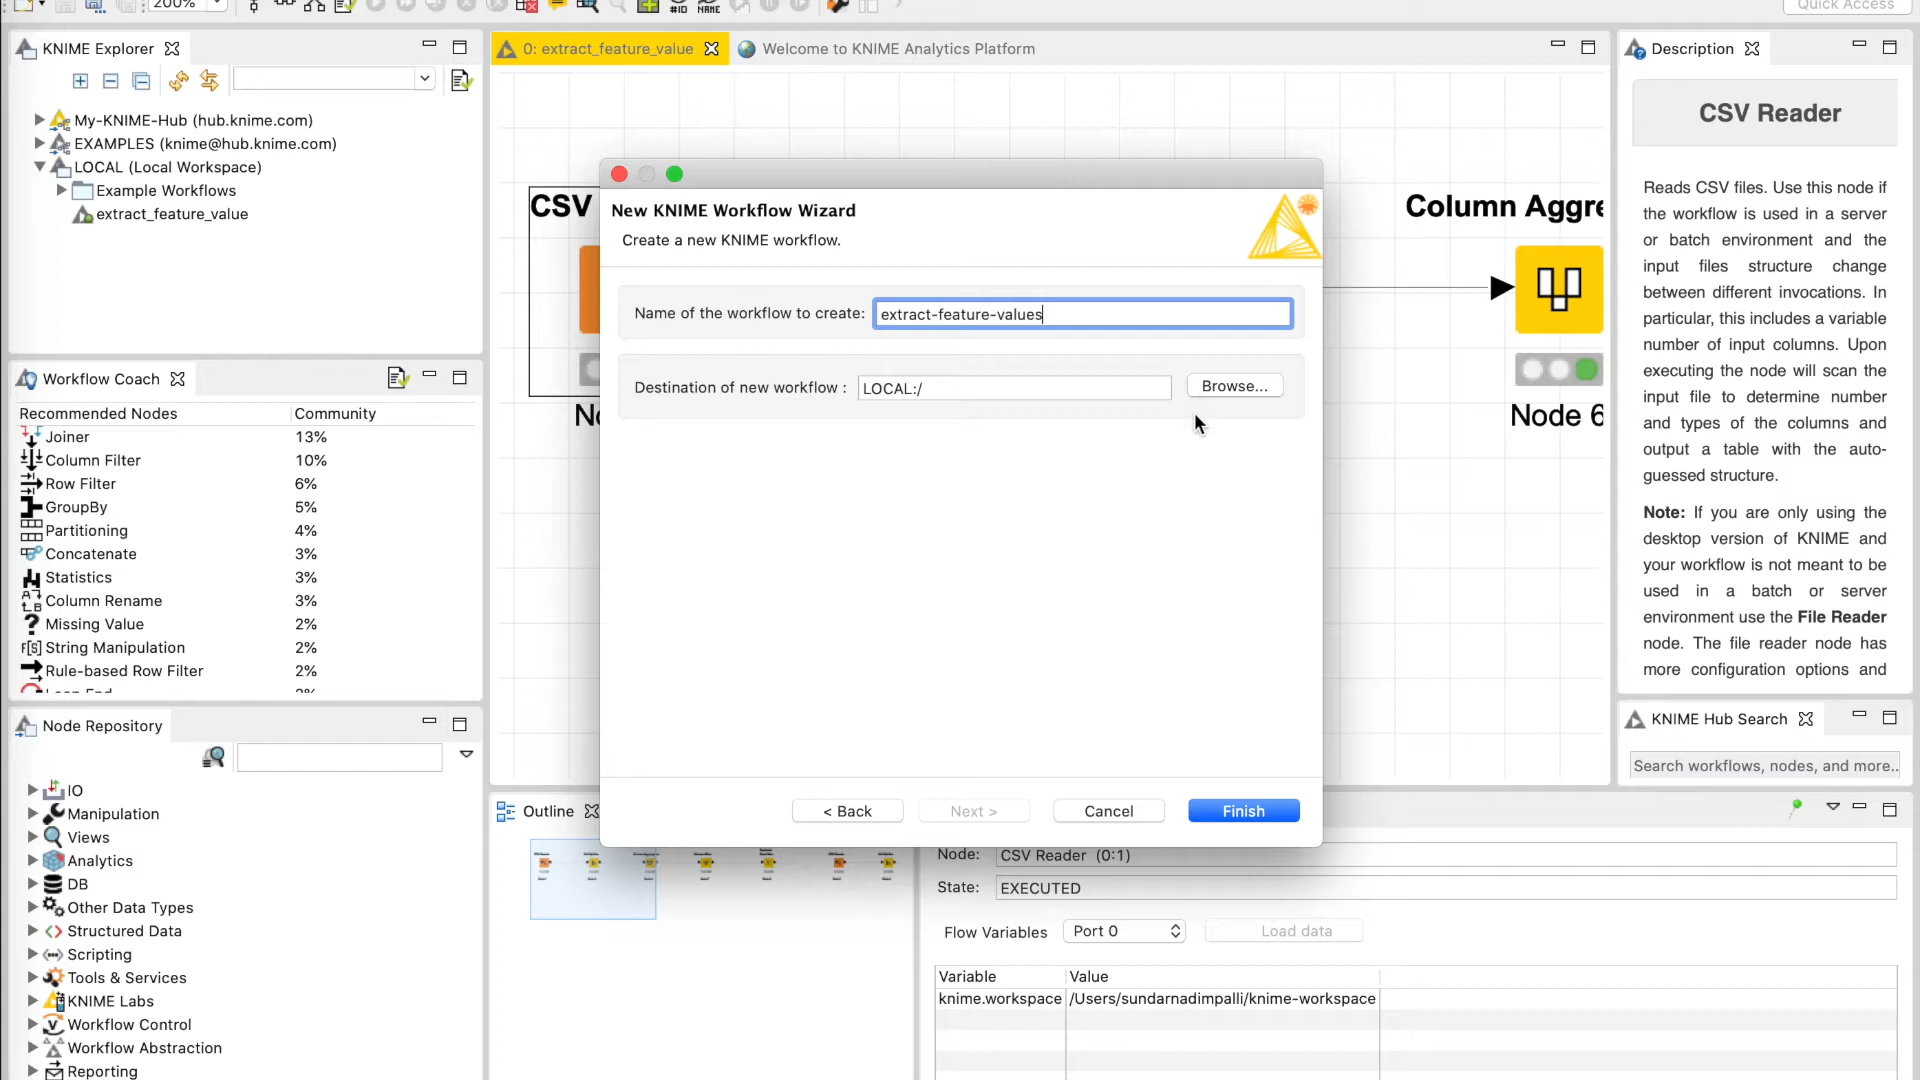 200%
#ID
NAME
Quick Access
KNIME Explorer
My-KNIME-Hub (hub.knime.com)
EXAMPLES (knime@hub.knime.com)
LOCAL (Local Workspace)
Example Workflows
extract_feature_value
Workflow Coach
Recommended Nodes Community
Joiner 13%
Column Filter 10%
Row Filter 6%
GroupBy 5%
Partitioning 4%
Concatenate 3%
Statistics 3%
Column Rename 3%
Missing Value 2%
String Manipulation 2%
Rule-based Row Filter 2%
Node Repository
IO
Manipulation
Views
Analytics
DB
Other Data Types
Structured Data
Scripting
Tools & Services
KNIME Labs
Workflow Control
Workflow Abstraction
Reporting
0: extract_feature_value
Welcome to KNIME Analytics Platform
CSV
Column Aggre
Node 6
New KNIME Workflow Wizard
Create a new KNIME workflow.
Name of the workflow to create: extract-feature-values
Destination of new workflow : LOCAL:/ Browse...
< Back Next > Cancel Finish
Outline
Node: CSV Reader (0:1)
State: EXECUTED
Flow Variables Port 0 Load data
Variable Value
knime.workspace /Users/sundarnadimpalli/knime-workspace
Description
CSV Reader
Reads CSV files. Use this node if
the workflow is used in a server
or batch environment and the
input files structure change
between different invocations. In
particular, this includes a variable
number of input columns. Upon
executing the node will scan the
input file to determine number
and types of the columns and
output a table with the auto-
guessed structure.
Note: If you are only using the
desktop version of KNIME and
your workflow is not meant to be
used in a batch or server
environment use the File Reader
node. The file reader node has
more configuration options and
KNIME Hub Search
Search workflows, nodes, and more..